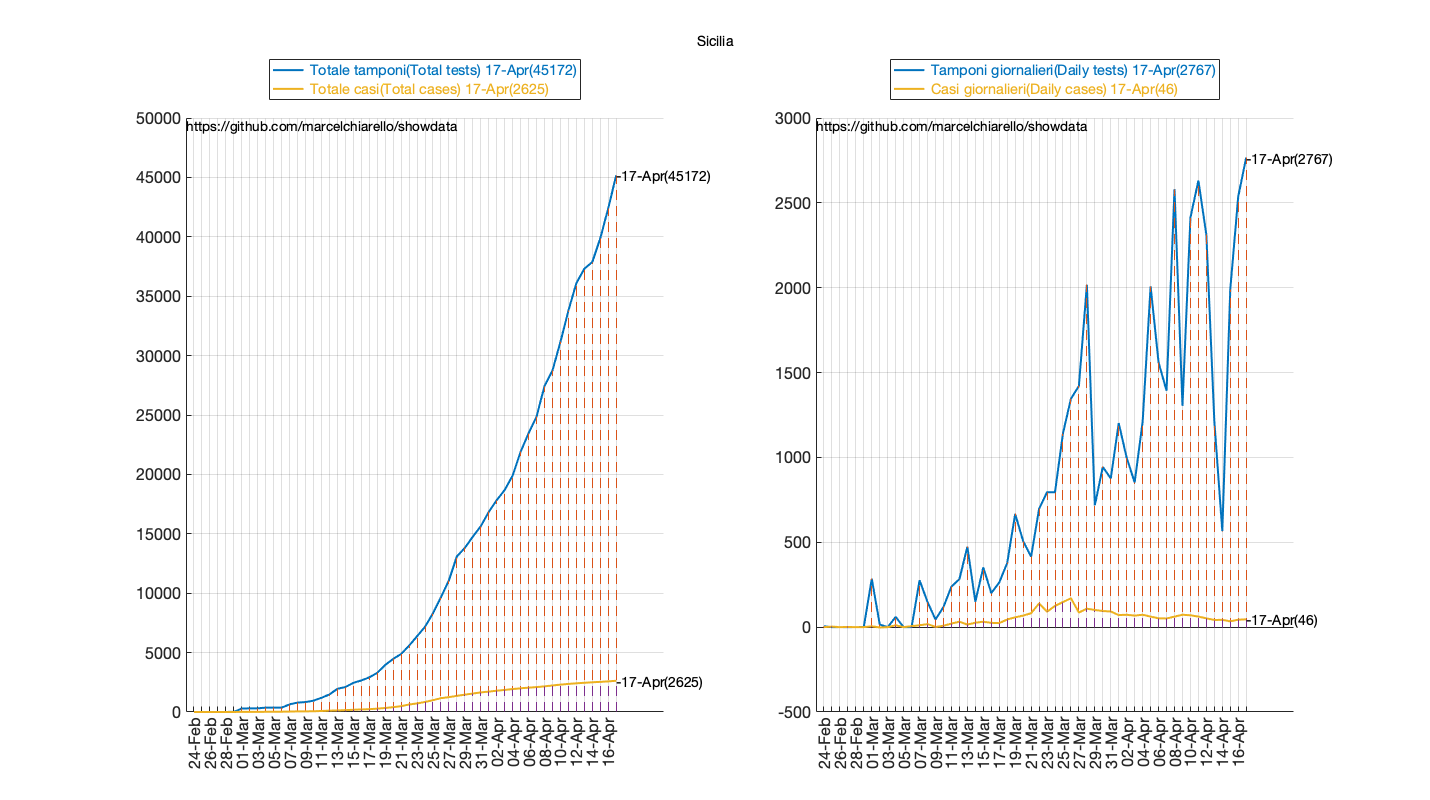 Sicilia
Totale tamponi(Total tests) 17-Apr(45172)
Totale casi(Total cases) 17-Apr(2625)
https://github.com/marcelchiarello/showdata
50000
45000
40000
35000
30000
25000
20000
15000
10000
5000
0
17-Apr(45172)
17-Apr(2625)
24-Feb
26-Feb
28-Feb
01-Mar
03-Mar
05-Mar
07-Mar
09-Mar
11-Mar
13-Mar
15-Mar
17-Mar
19-Mar
21-Mar
23-Mar
25-Mar
27-Mar
29-Mar
31-Mar
02-Apr
04-Apr
06-Apr
08-Apr
10-Apr
12-Apr
14-Apr
16-Apr
Tamponi giornalieri(Daily tests) 17-Apr(2767)
Casi giornalieri(Daily cases) 17-Apr(46)
https://github.com/marcelchiarello/showdata
3000
2500
2000
1500
1000
500
0
-500
17-Apr(2767)
17-Apr(46)
24-Feb
26-Feb
28-Feb
01-Mar
03-Mar
05-Mar
07-Mar
09-Mar
11-Mar
13-Mar
15-Mar
17-Mar
19-Mar
21-Mar
23-Mar
25-Mar
27-Mar
29-Mar
31-Mar
02-Apr
04-Apr
06-Apr
08-Apr
10-Apr
12-Apr
14-Apr
16-Apr